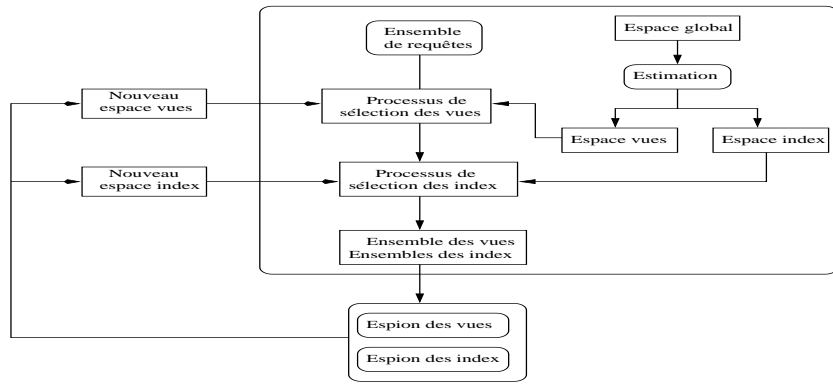 Ensemble
de requêtes
Espace global
Estimation
Nouveau
espace vues
Processus de
sélection des vues
Espace vues
Espace index
Nouveau
espace index
Processus de
sélection des index
Ensemble des vues
Ensembles des index
Espion des vues
Espion des index